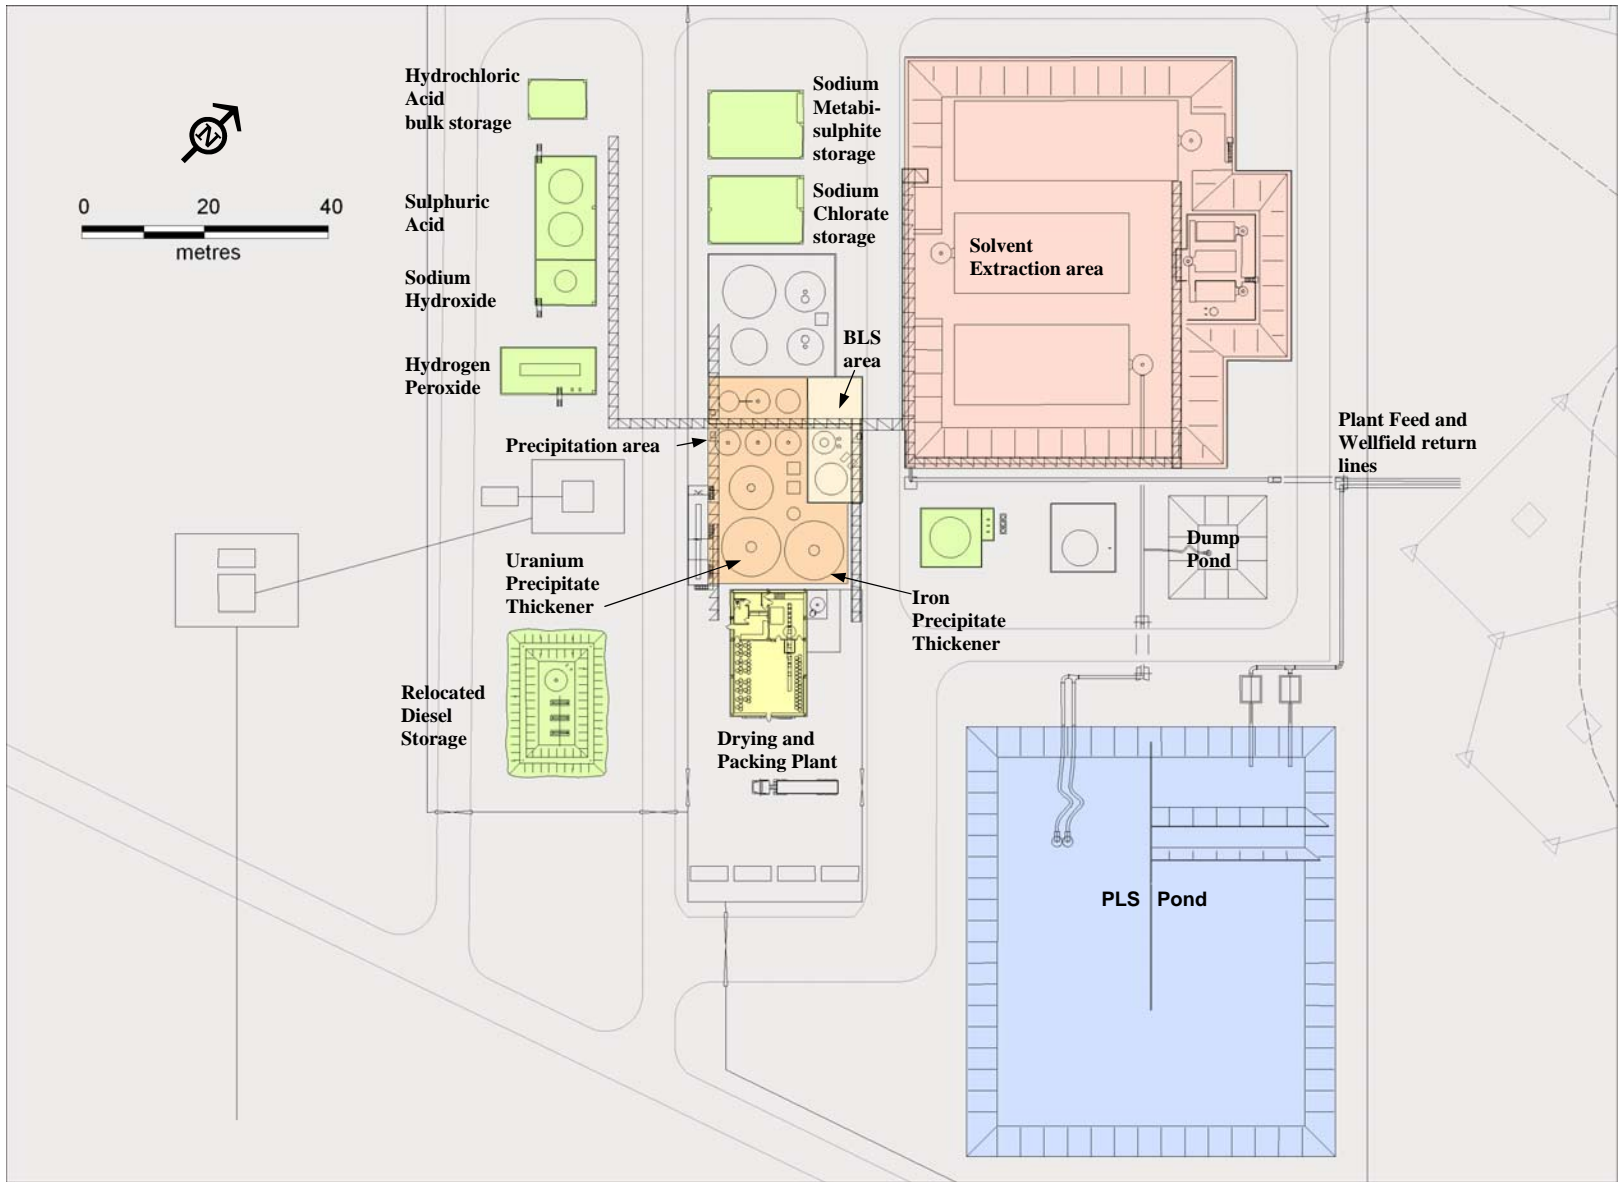 Hydrochloric
Acid
bulk storage
Sodium
Metabi-
sulphite
storage
N
0 20 40
metres
Sulphuric
Acid
Sodium
Chlorate
storage
Solvent
Extraction area
Sodium
Hydroxide
BLS
area
Hydrogen
Peroxide
Precipitation area
Plant Feed and
Wellfield return
lines
Uranium
Precipitate
Thickener
Dump
Pond
Iron
Precipitate
Thickener
Relocated
Diesel
Storage
Drying and
Packing Plant
PLS Pond